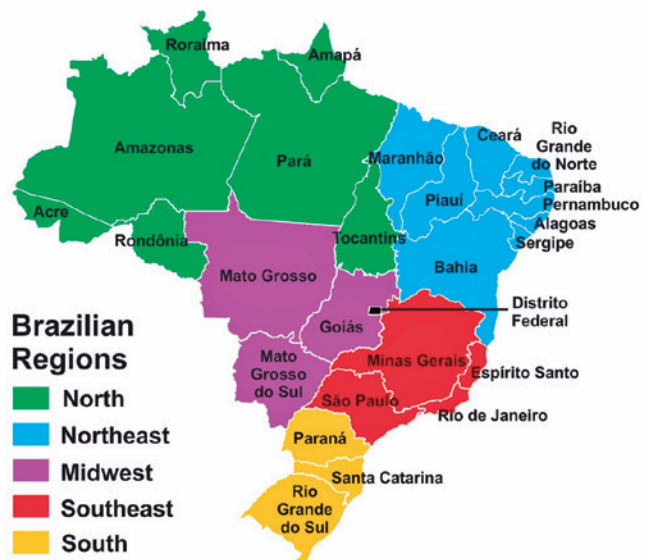 Roraima
Amapá
Amazonas
Pará
Maranhão
Ceará
Rio
Grande
do Norte
Piauí
Paraíba
Pernambuco
Alagoas
Sergipe
Acre
Rondônia
Tocantins
Bahia
Mato Grosso
Distrito
Federal
Goiás
Mato
Grosso
do Sul
Minas Gerais
Espírito Santo
São Paulo
Rio de Janeiro
Paraná
Santa Catarina
Rio
Grande
do Sul
Brazilian
Regions
North
Northeast
Midwest
Southeast
South